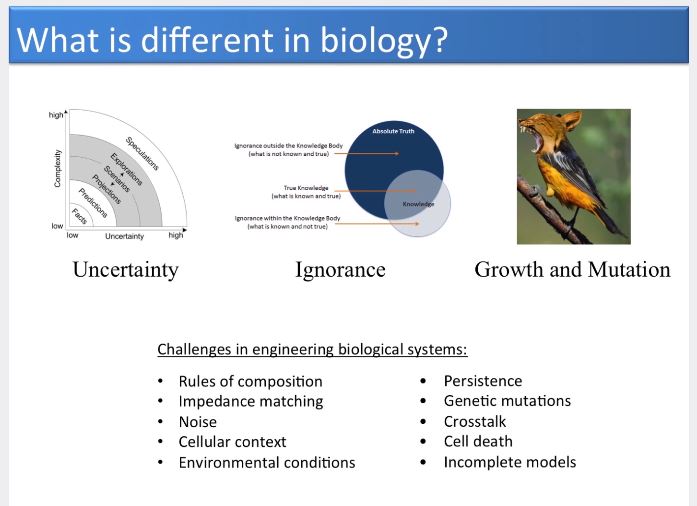 What is different in biology?
high
Complexity
low
low
Uncertainty
high
Speculations
Explorations
Scenarios
Projections
Predictions
Facts
Uncertainty
Absolute Truth
Ignorance outside the Knowledge Body
(what is not known and true)
True Knowledge
(what is known and true)
Knowledge
Ignorance within the Knowledge Body
(what is known and not true)
Ignorance
Growth and Mutation
Challenges in engineering biological systems:
• Rules of composition
• Impedance matching
• Noise
• Cellular context
• Environmental conditions
• Persistence
• Genetic mutations
• Crosstalk
• Cell death
• Incomplete models